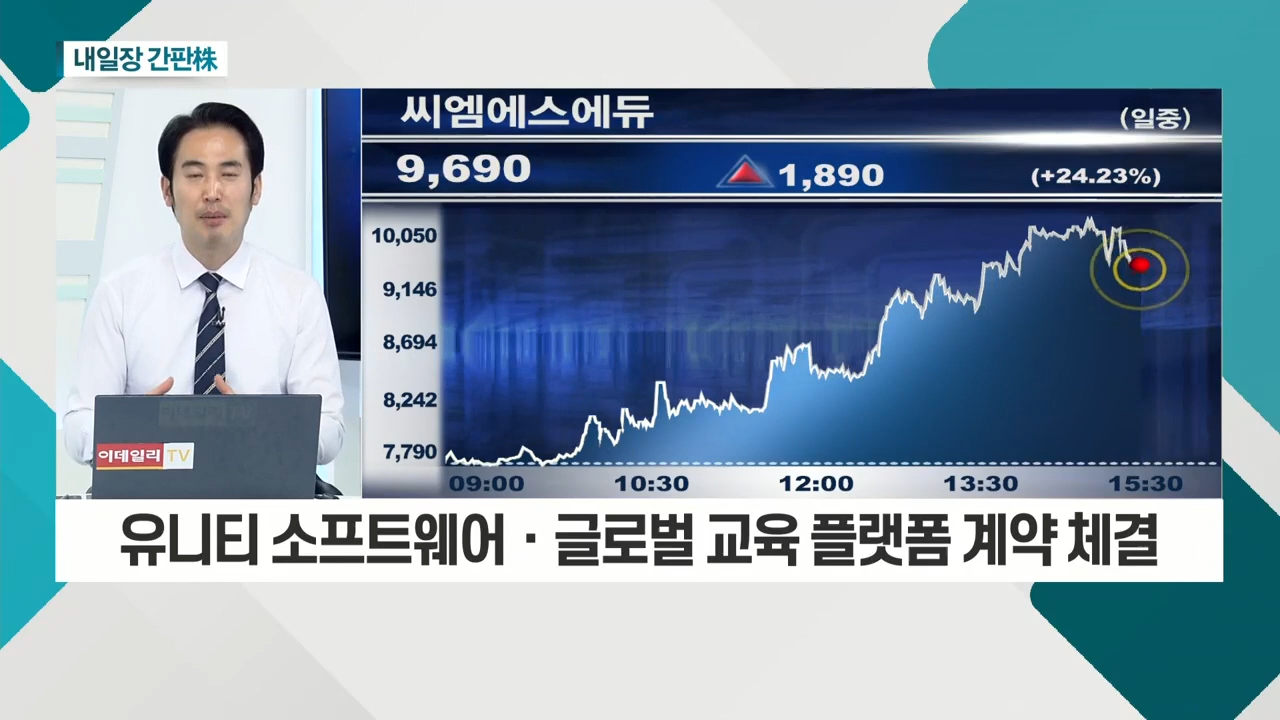 내일장 간판株
씨엠에스에듀
(일중)
9,690 ▲ 1,890 (+24.23%)
10,050
9,146
8,694
8,242
7,790
09:00 10:30 12:00 13:30 15:30
이데일리 TV
유니티 소프트웨어·글로벌 교육 플랫폼 계약 체결